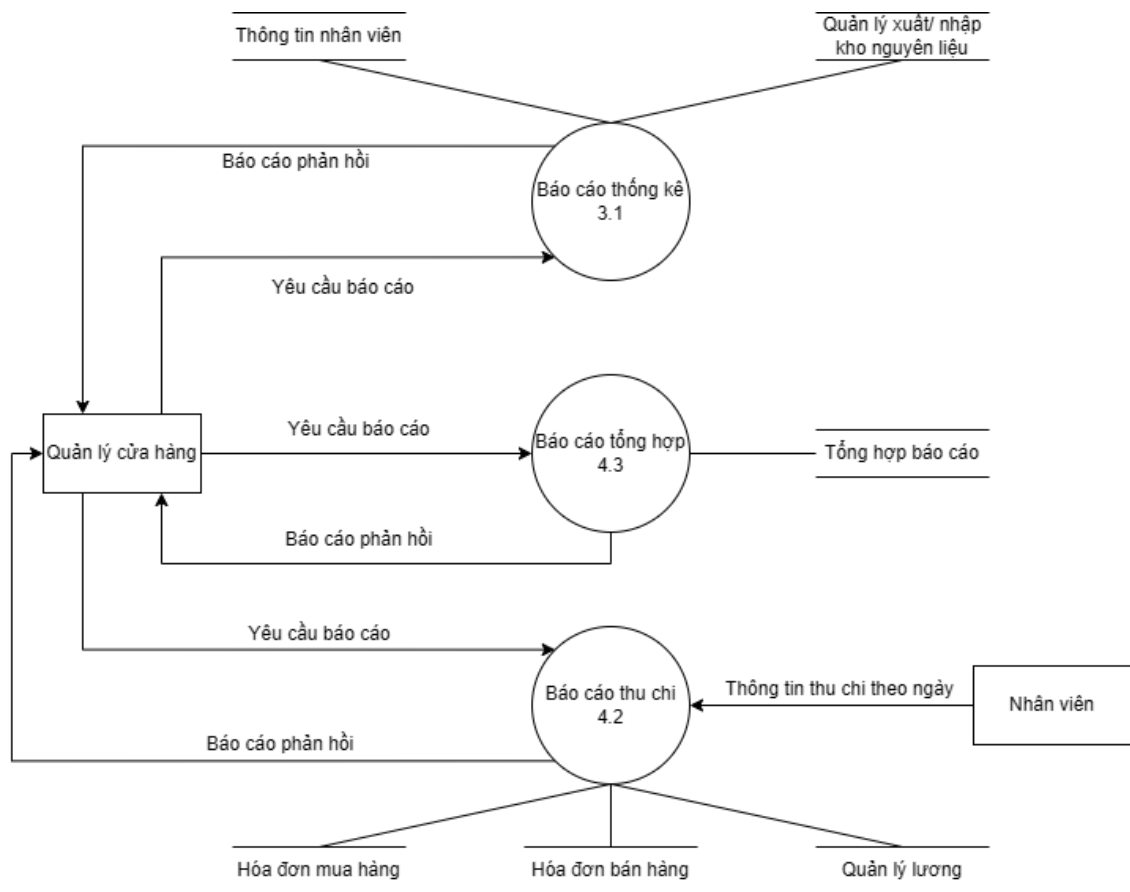 Thông tin nhân viên
Quản lý xuất/ nhập
kho nguyên liệu
Báo cáo phản hồi
Báo cáo thống kê
3.1
Yêu cầu báo cáo
Quản lý cửa hàng
Yêu cầu báo cáo
Báo cáo tổng hợp
4.3
Tổng hợp báo cáo
Báo cáo phản hồi
Yêu cầu báo cáo
Báo cáo thu chi
4.2
Thông tin thu chi theo ngày
Nhân viên
Báo cáo phản hồi
Hóa đơn mua hàng
Hóa đơn bán hàng
Quản lý lương